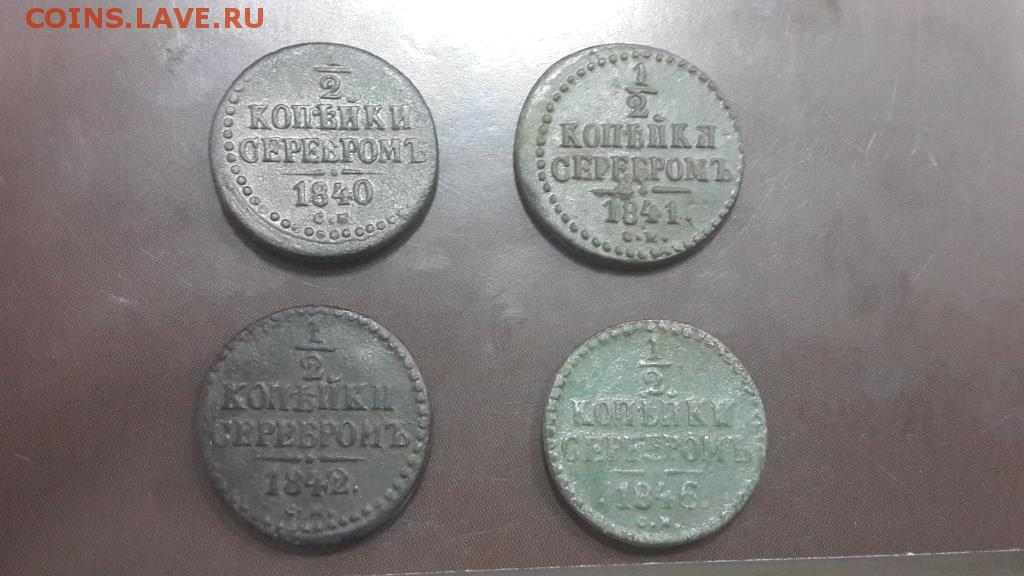 COINS.LAVE.RU
1
2
КОПѢЙКИ
СЕРЕБРОМЪ
1840
С.М
1
2
КОПѢЙКА
СЕРЕБРОМЪ
1841.
С.М.
1
2
КОПѢЙКИ
СЕРЕБРОМЪ
1842.
С.М.
1
2
КОПѢЙКИ
СЕРЕБРОМЪ
.1846.
С.М.